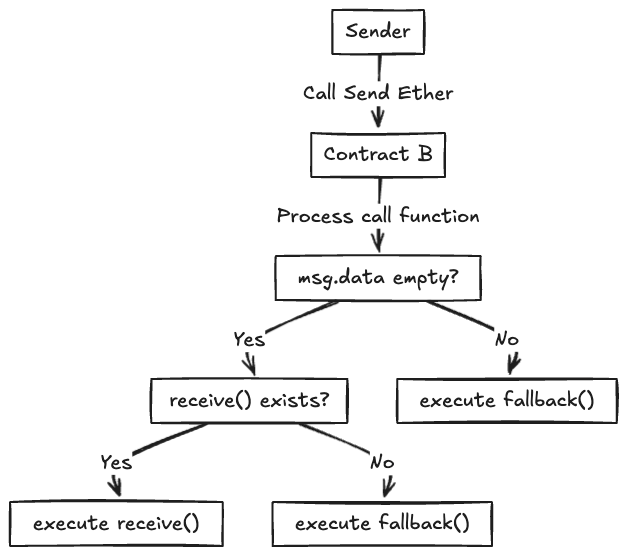 Sender
Call Send Ether
Contract B
Process call function
msg.data empty?
Yes
No
receive() exists?
execute fallback()
Yes
No
execute receive()
execute fallback()